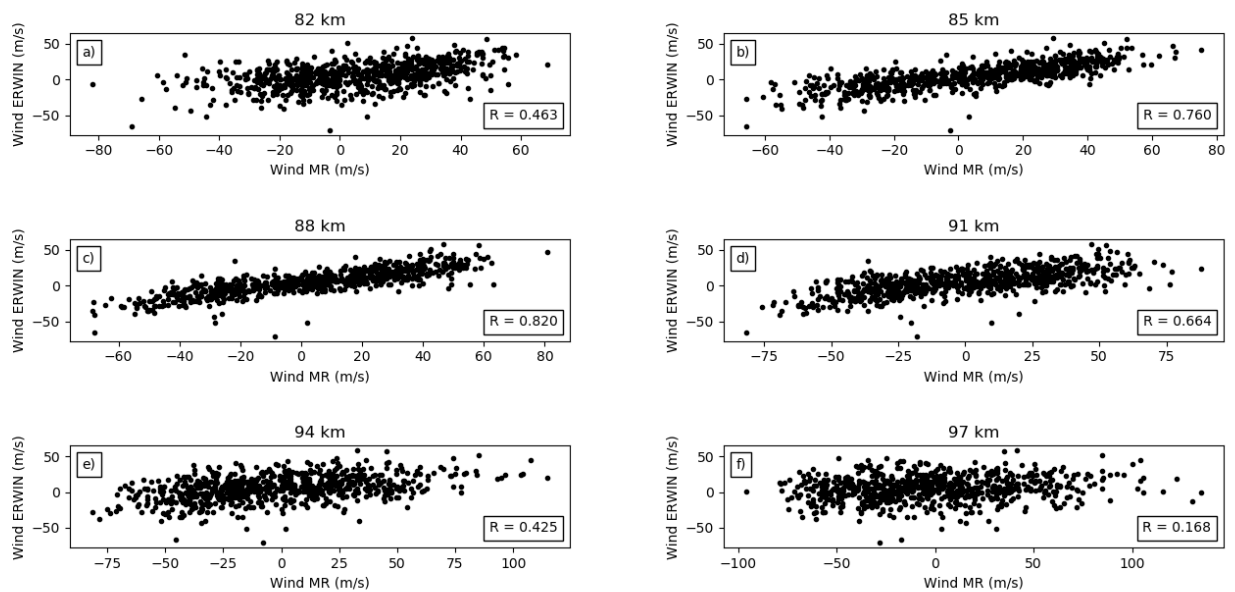 82 km
Wind ERWIN (m/s)
50
0
−50
a)
R = 0.463
−80 −60 −40 −20 0 20 40 60
Wind MR (m/s)
85 km
Wind ERWIN (m/s)
50
0
−50
b)
R = 0.760
−60 −40 −20 0 20 40 60 80
Wind MR (m/s)
88 km
Wind ERWIN (m/s)
50
0
−50
c)
R = 0.820
−60 −40 −20 0 20 40 60 80
Wind MR (m/s)
91 km
Wind ERWIN (m/s)
50
0
−50
d)
R = 0.664
−75 −50 −25 0 25 50 75
Wind MR (m/s)
94 km
Wind ERWIN (m/s)
50
0
−50
e)
R = 0.425
−75 −50 −25 0 25 50 75 100
Wind MR (m/s)
97 km
Wind ERWIN (m/s)
50
0
−50
f)
R = 0.168
−100 −50 0 50 100
Wind MR (m/s)